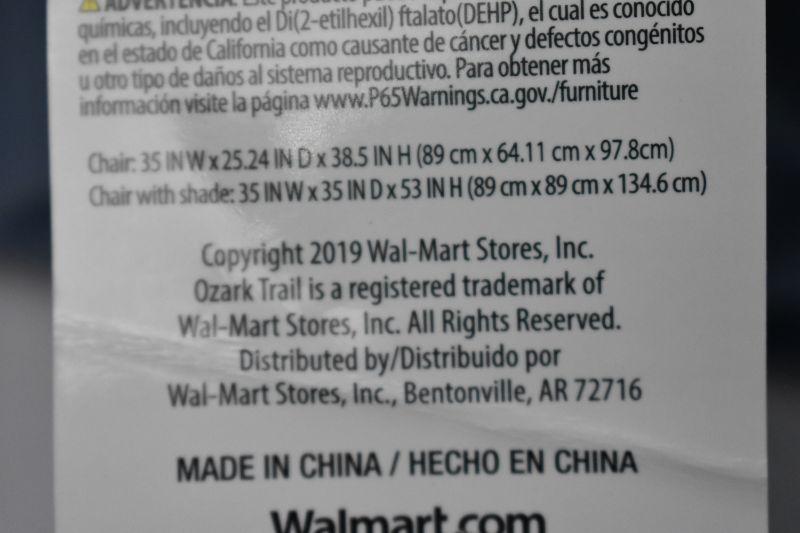 ADVERTENCIA: Este
químicas, incluyendo el Di(2-etilhexil) ftalato(DEHP), el cual es conocido
en el estado de California como causante de cáncer y defectos congénitos
u otro tipo de daños al sistema reproductivo. Para obtener más
información visite la página www.P65Warnings.ca.gov./furniture
Chair: 35 IN W x 25.24 IN D x 38.5 IN H (89 cm x 64.11 cm x 97.8cm)
Chair with shade: 35 IN W x 35 IN D x 53 IN H (89 cm x 89 cm x 134.6 cm)
Copyright 2019 Wal-Mart Stores, Inc.
Ozark Trail is a registered trademark of
Wal-Mart Stores, Inc. All Rights Reserved.
Distributed by/Distribuido por
Wal-Mart Stores, Inc., Bentonville, AR 72716
MADE IN CHINA / HECHO EN CHINA
Walmart.com